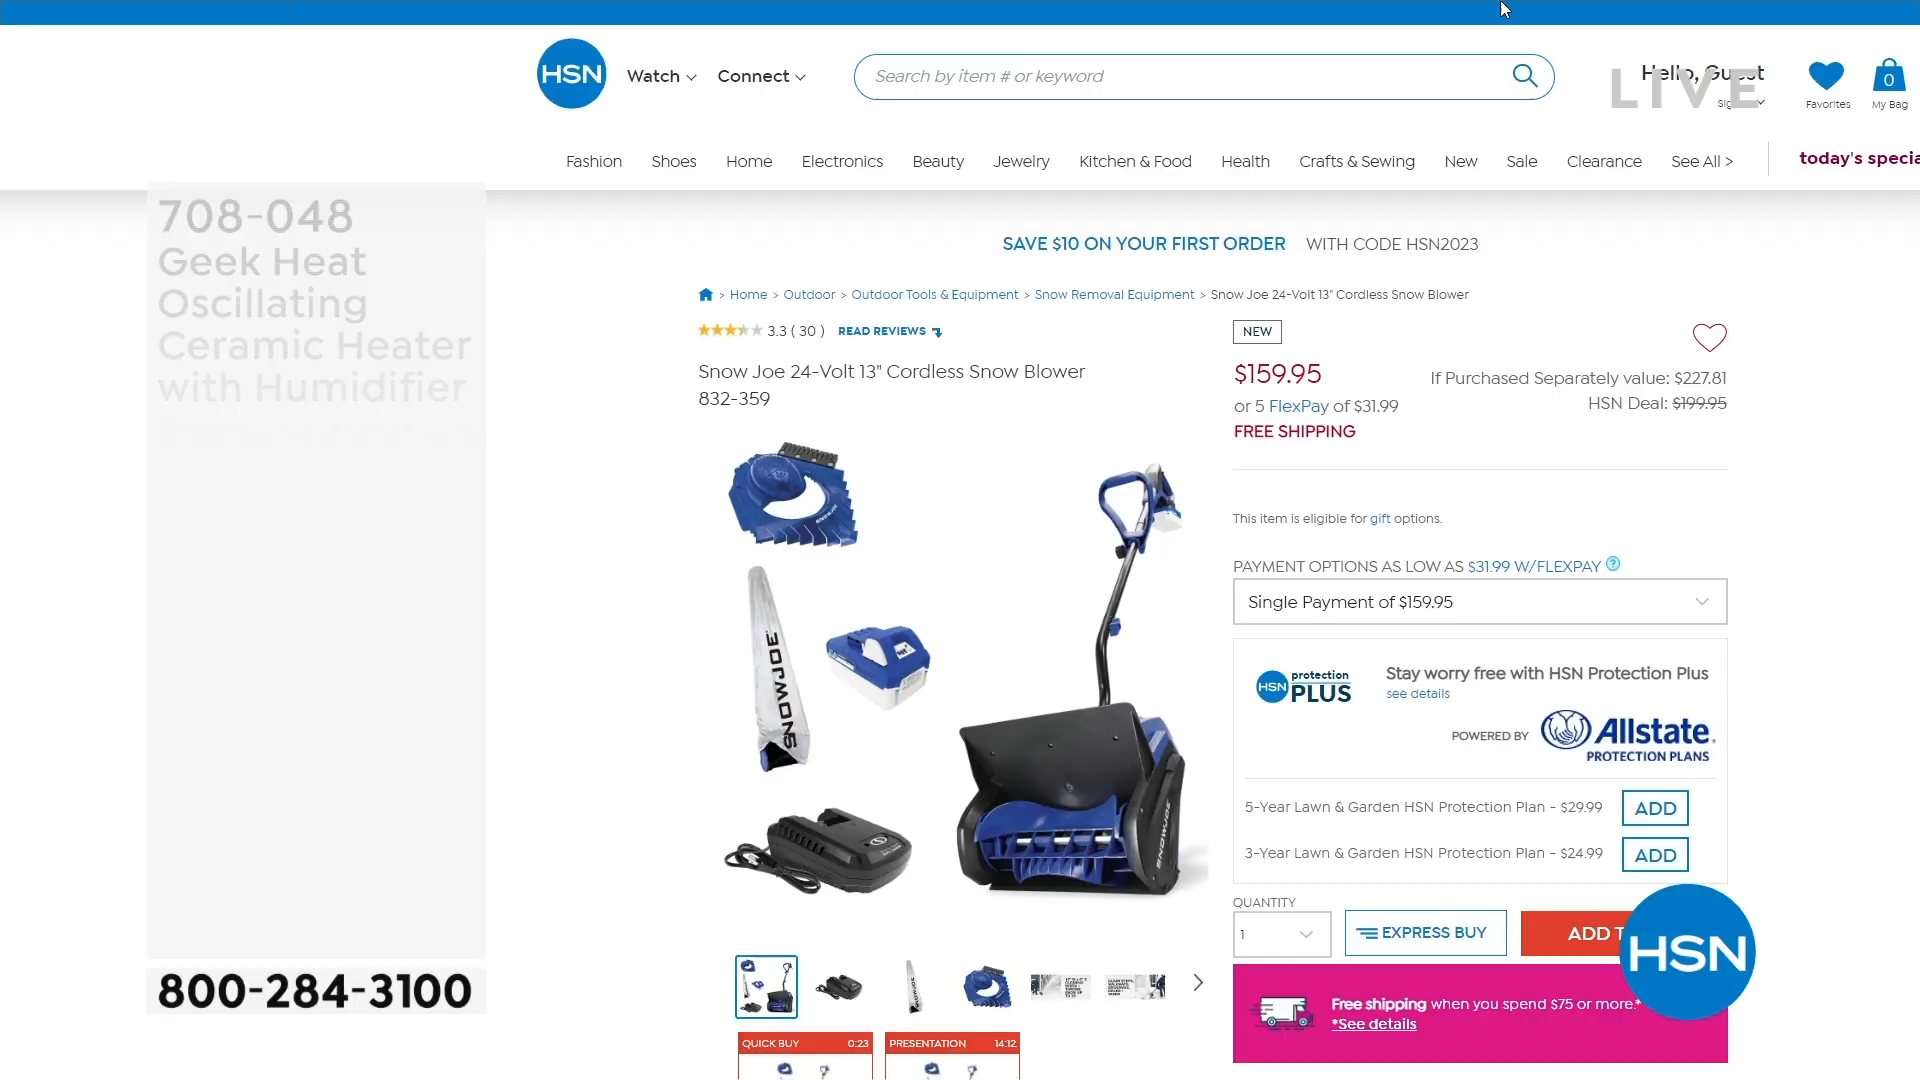 HSN
Watch
Connect
Search by item # or keyword
Hello, Guest
LIVE
Favorites
0
My Bag
Fashion
Shoes
Home
Electronics
Beauty
Jewelry
Kitchen & Food
Health
Crafts & Sewing
New
Sale
Clearance
See All >
today's specia
708-048
Geek Heat
Oscillating
Ceramic Heater
with Humidifier
SAVE $10 ON YOUR FIRST ORDER WITH CODE HSN2023
> Home > Outdoor > Outdoor Tools & Equipment > Snow Removal Equipment > Snow Joe 24-Volt 13" Cordless Snow Blower
3.3 ( 30 ) READ REVIEWS
Snow Joe 24-Volt 13" Cordless Snow Blower
832-359
NEW
$159.95
If Purchased Separately value: $227.81
or 5 FlexPay of $31.99
HSN Deal: $199.95
FREE SHIPPING
This item is eligible for gift options.
PAYMENT OPTIONS AS LOW AS $31.99 W/FLEXPAY ?
Single Payment of $159.95
HSN protection PLUS
Stay worry free with HSN Protection Plus
see details
POWERED BY Allstate
PROTECTION PLANS
5-Year Lawn & Garden HSN Protection Plan - $29.99 ADD
3-Year Lawn & Garden HSN Protection Plan - $24.99 ADD
QUANTITY
1
EXPRESS BUY
ADD T
HSN
Free shipping when you spend $75 or more.*
*See details
SNOWJOE
SNOWJOE
800-284-3100
QUICK BUY 0:23
PRESENTATION 14:12